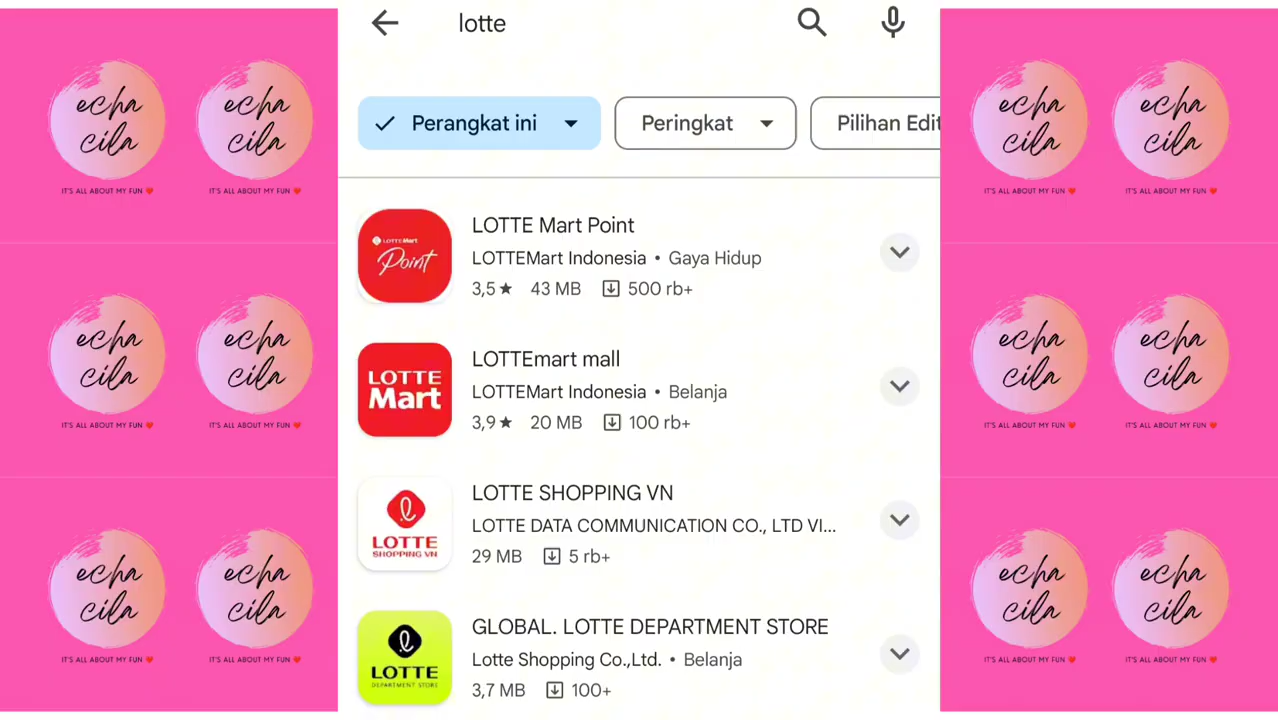 lotte
Perangkat ini
Peringkat
Pilihan Edit
LOTTE Mart Point
LOTTEMart Indonesia • Gaya Hidup
3,5★ 43 MB 500 rb+
LOTTE Mart
Point
LOTTEmart mall
LOTTEMart Indonesia • Belanja
3,9★ 20 MB 100 rb+
LOTTE
Mart
LOTTE SHOPPING VN
LOTTE DATA COMMUNICATION CO., LTD VI...
29 MB 5 rb+
LOTTE
SHOPPING VN
GLOBAL. LOTTE DEPARTMENT STORE
Lotte Shopping Co.,Ltd. • Belanja
3,7 MB 100+
LOTTE
DEPARTMENT STORE
echa
cila
IT'S ALL ABOUT MY FUN
echa
cila
IT'S ALL ABOUT MY FUN
echa
cila
IT'S ALL ABOUT MY FUN
echa
cila
IT'S ALL ABOUT MY FUN
echa
cila
IT'S ALL ABOUT MY FUN
echa
cila
IT'S ALL ABOUT MY FUN
echa
cila
IT'S ALL ABOUT MY FUN
echa
cila
IT'S ALL ABOUT MY FUN
echa
cila
IT'S ALL ABOUT MY FUN
echa
cila
IT'S ALL ABOUT MY FUN
echa
cila
IT'S ALL ABOUT MY FUN
echa
cila
IT'S ALL ABOUT MY FUN